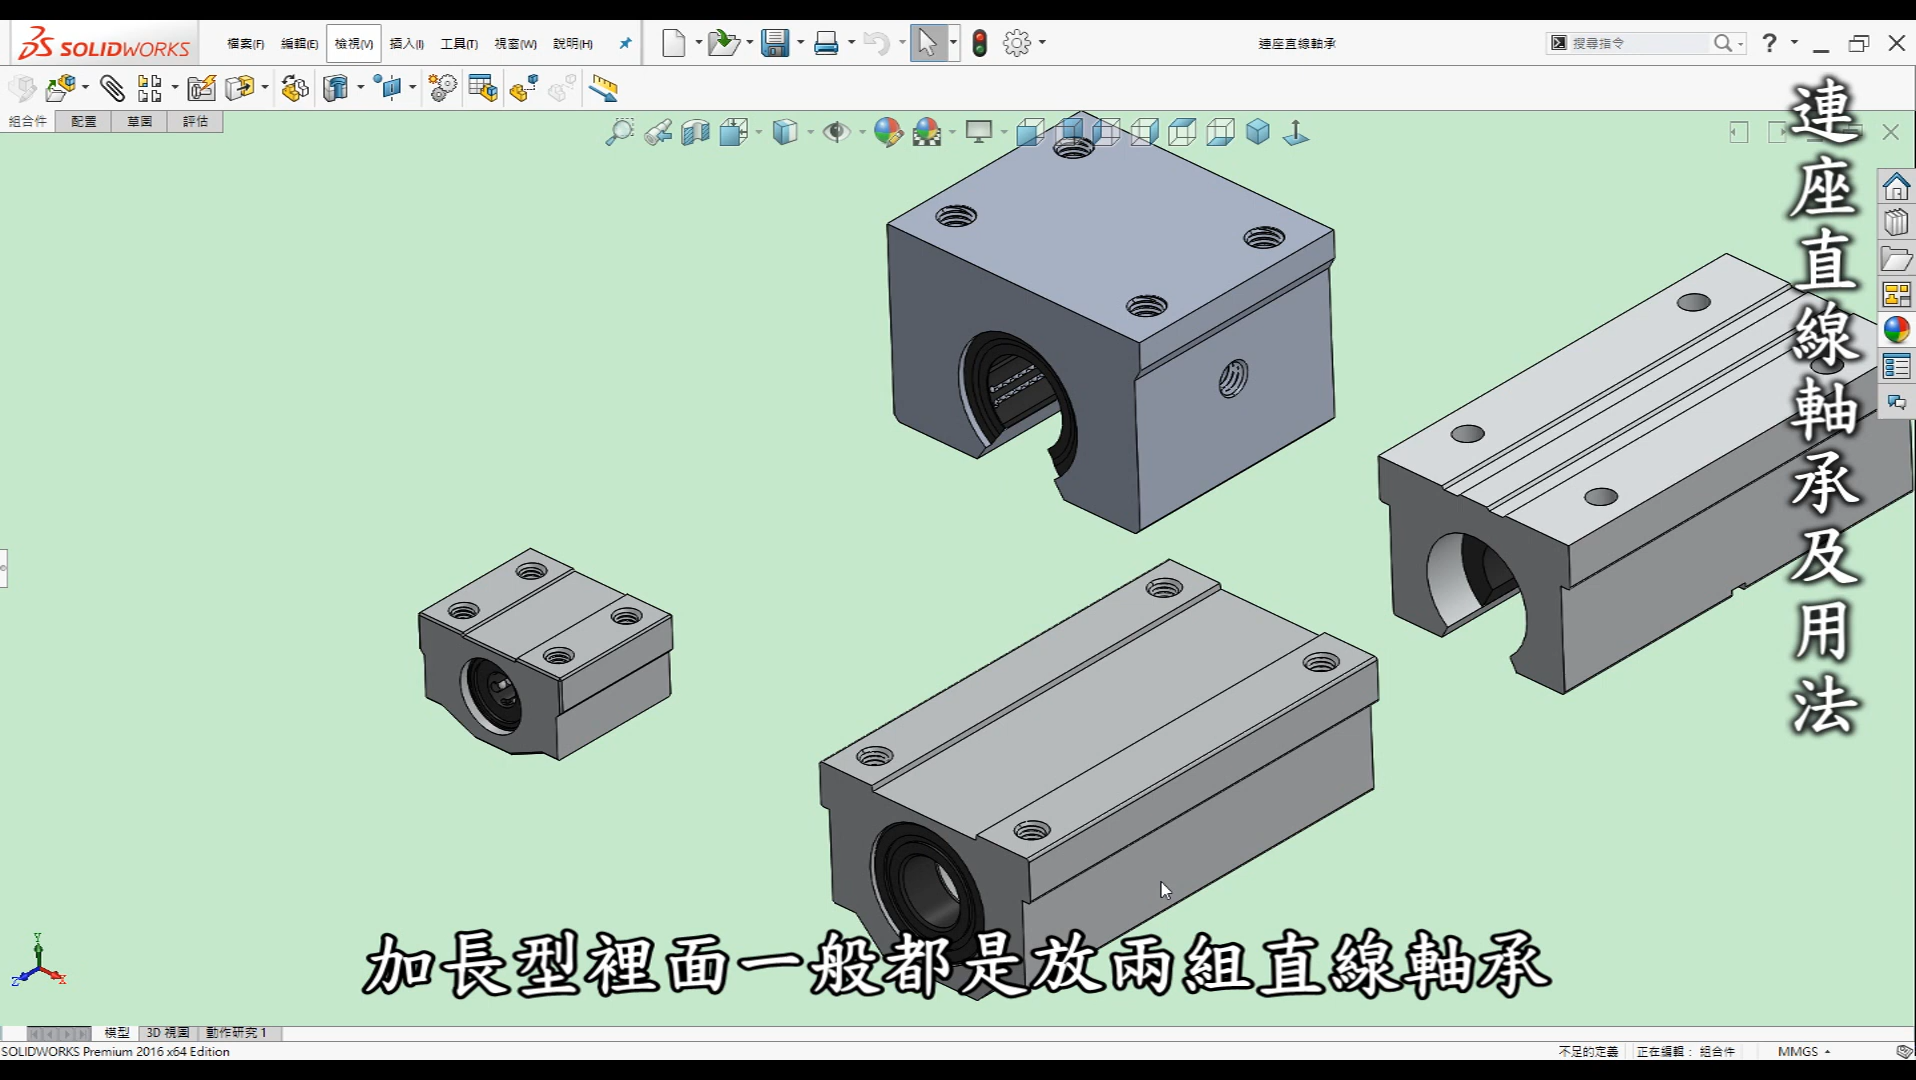 SOLIDWORKS
檔案(F) 編輯(E) 檢視(V) 插入(I) 工具(T) 視窗(W) 說明(H)
連座直線軸承
搜尋指令
組合件 配置 草圖 評估
連座直線軸承及用法
加長型裡面一般都是放兩組直線軸承
Y
Z
X
模型 3D 視圖 動作研究 1
SOLIDWORKS Premium 2016 x64 Edition
不足的定義 正在編輯： 組合件 MMGS